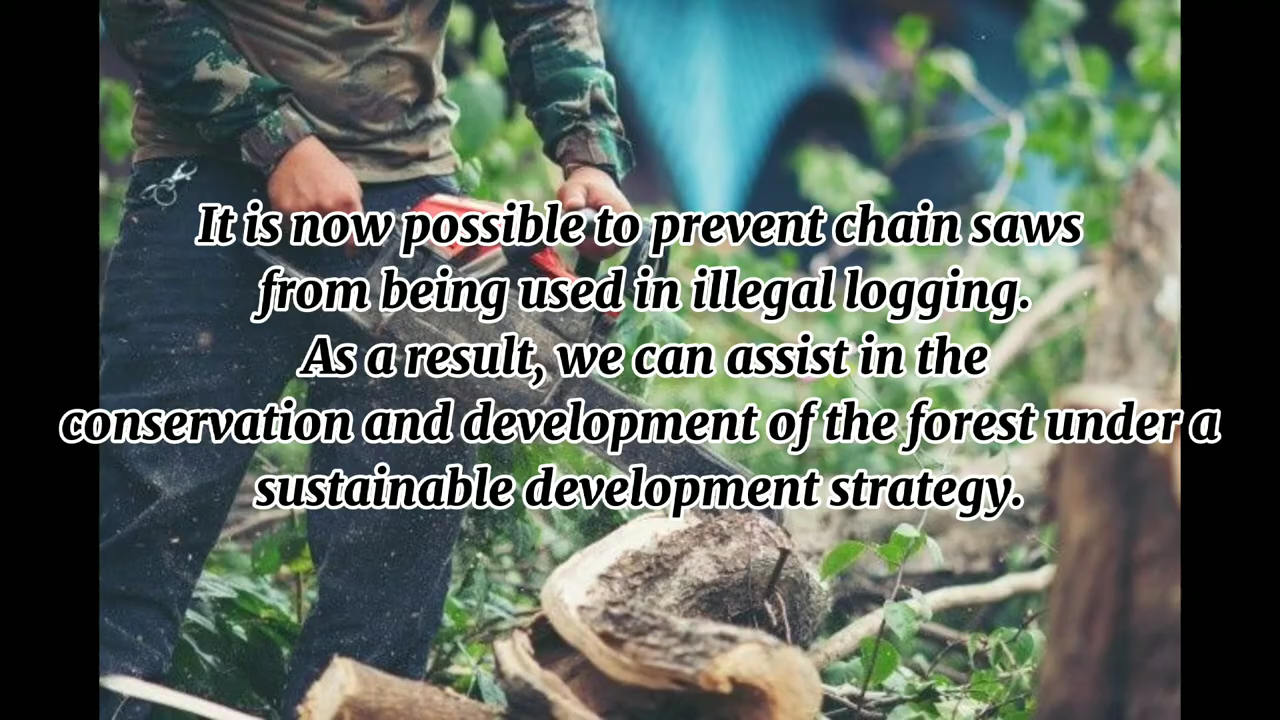 It is now possible to prevent chain saws
from being used in illegal logging.
As a result, we can assist in the
conservation and development of the forest under a
sustainable development strategy.